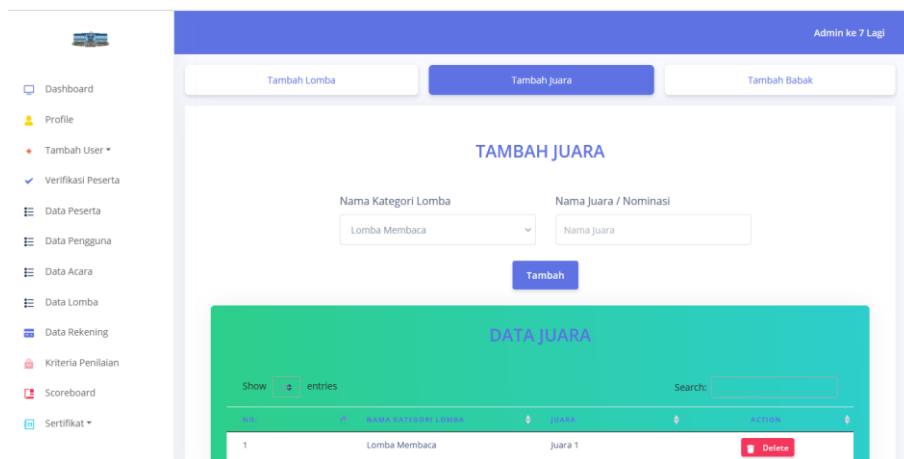 Admin ke 7 Lagi
Dashboard
Profile
Tambah User
Verifikasi Peserta
Data Peserta
Data Pengguna
Data Acara
Data Lomba
Data Rekening
Kriteria Penilaian
Scoreboard
Sertifikat
Tambah Lomba Tambah Juara Tambah Babak
TAMBAH JUARA
Nama Kategori Lomba Nama Juara / Nominasi
Lomba Membaca Nama Juara
Tambah
DATA JUARA
Show entries Search:
NO. NAMA KATEGORI LOMBA JUARA ACTION
1 Lomba Membaca Juara 1 Delete